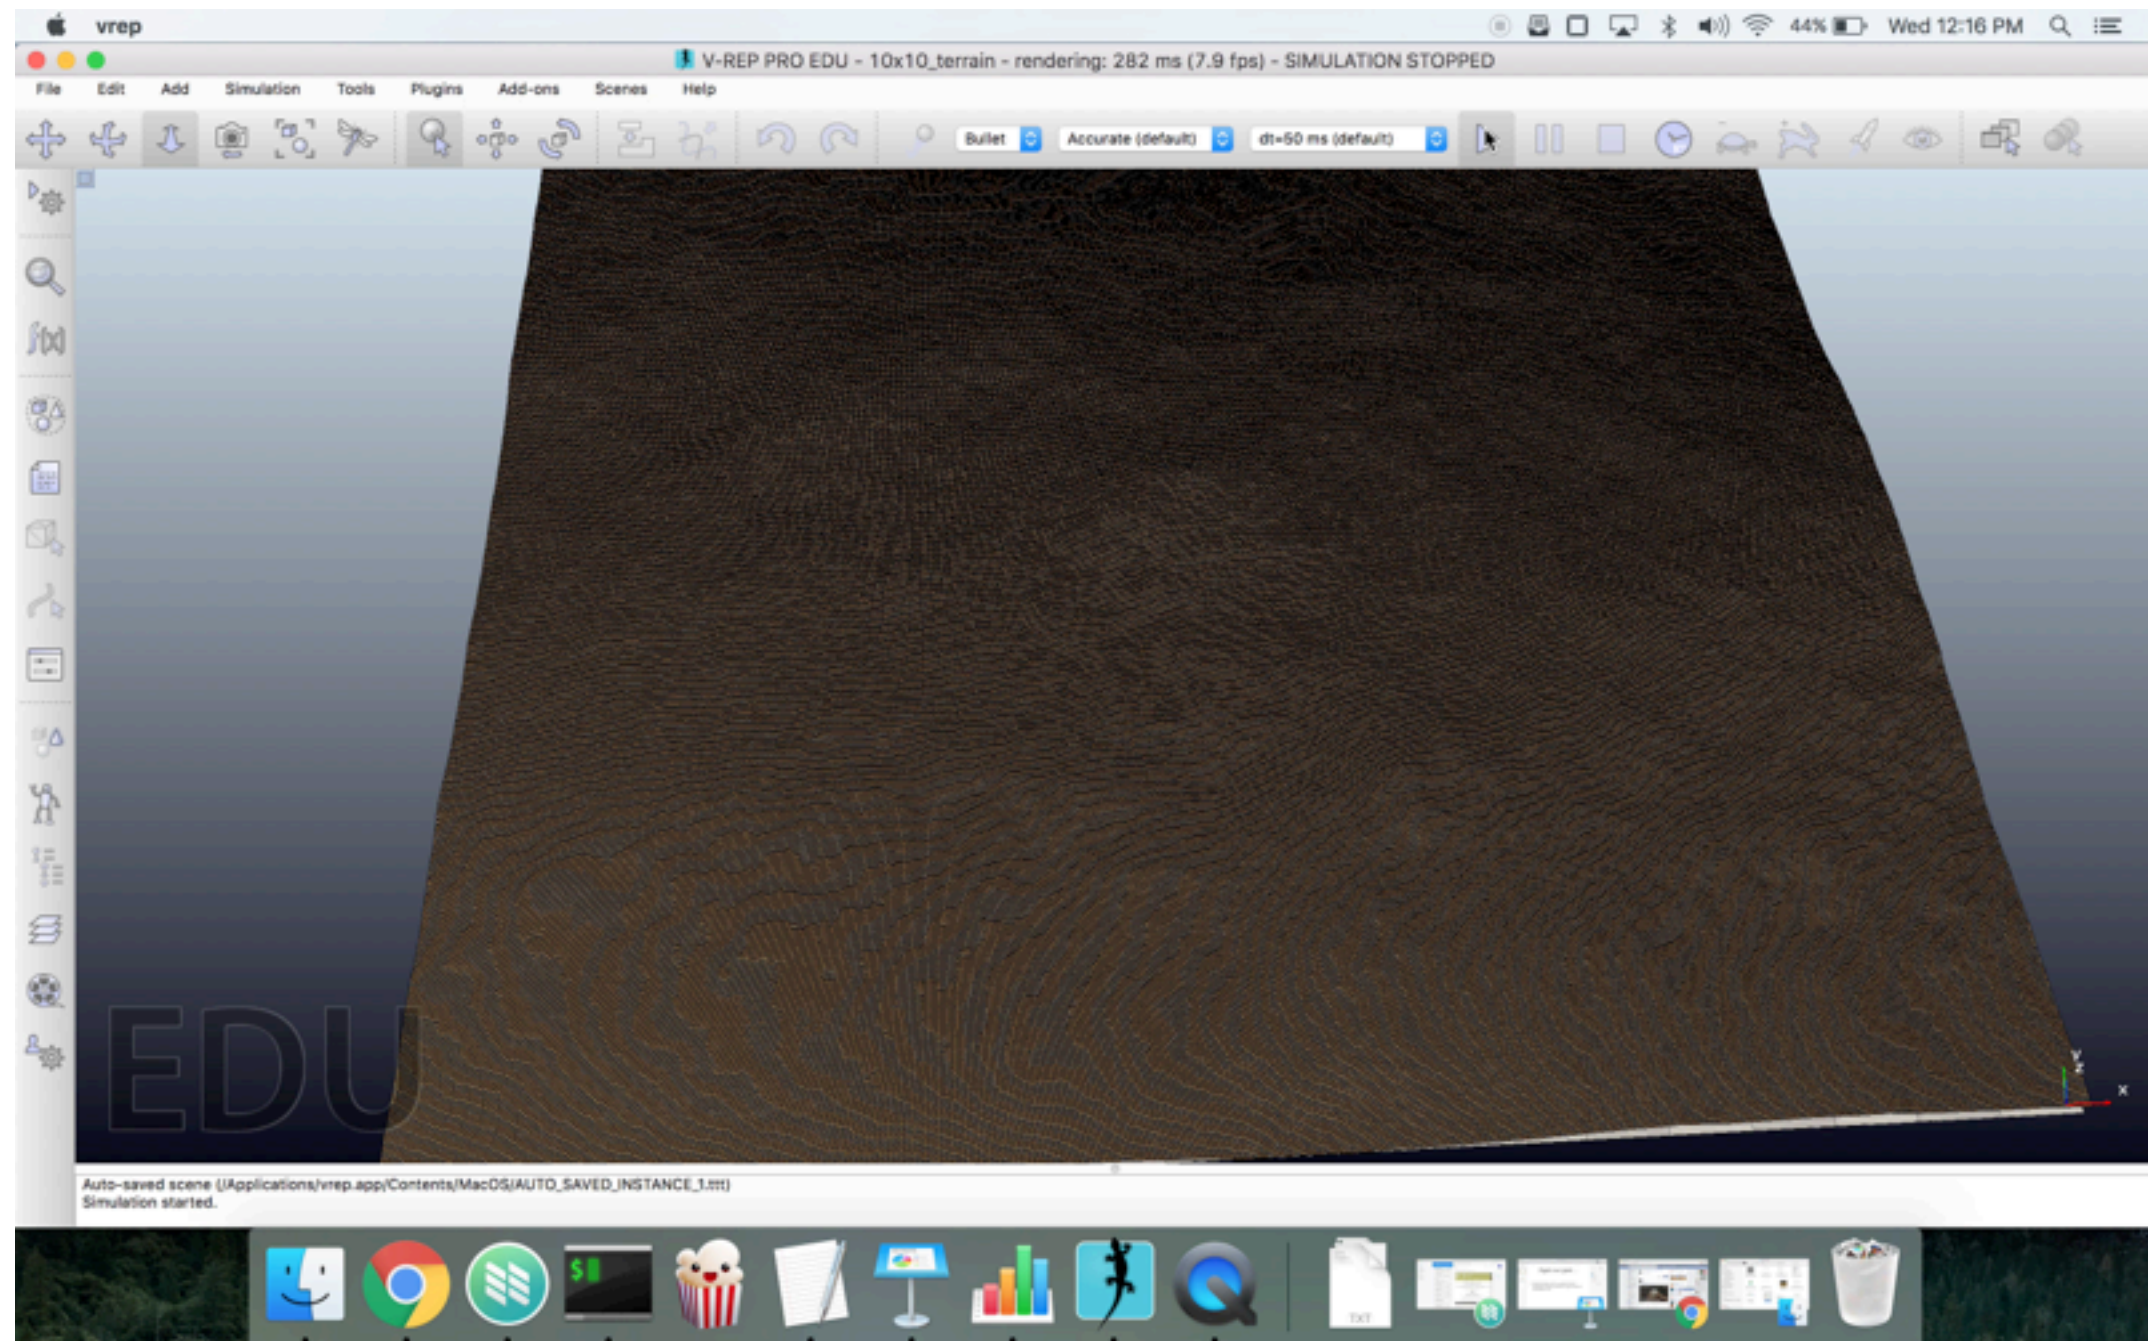 vrep 44% Wed 12:16 PM
V-REP PRO EDU - 10x10_terrain - rendering: 282 ms (7.9 fps) - SIMULATION STOPPED
File Edit Add Simulation Tools Plugins Add-ons Scenes Help
Bullet Accurate (default) dt=50 ms (default)
f(x)
EDU
y
z
x
Auto-saved scene (/Applications/vrep.app/Contents/MacOS/AUTO_SAVED_INSTANCE_1.ttt)
Simulation started.
$
TXT